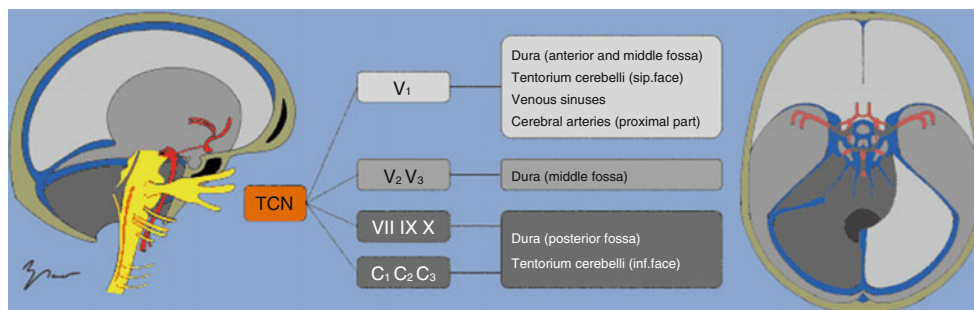 Dura (anterior and middle fossa)
V₁
Tentorium cerebelli (sip.face)
Venous sinuses
Cerebral arteries (proximal part)
V₂ V₃
Dura (middle fossa)
TCN
VII IX X
Dura (posterior fossa)
Tentorium cerebelli (inf.face)
C₁ C₂ C₃